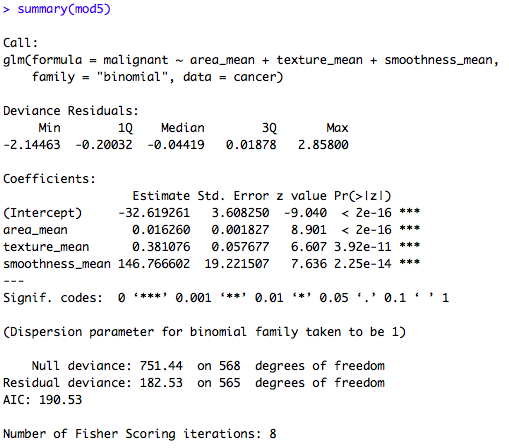 > summary(mod5)

Call:
glm(formula = malignant ~ area_mean + texture_mean + smoothness_mean,
    family = "binomial", data = cancer)

Deviance Residuals:
     Min        1Q    Median        3Q       Max
-2.14463  -0.20032  -0.04419   0.01878   2.85800

Coefficients:
                  Estimate Std. Error z value Pr(>|z|)
(Intercept)     -32.619261   3.608250  -9.040  < 2e-16 ***
area_mean         0.016260   0.001827   8.901  < 2e-16 ***
texture_mean      0.381076   0.057677   6.607 3.92e-11 ***
smoothness_mean 146.766602  19.221507   7.636 2.25e-14 ***
---
Signif. codes:  0 ‘***’ 0.001 ‘**’ 0.01 ‘*’ 0.05 ‘.’ 0.1 ‘ ’ 1

(Dispersion parameter for binomial family taken to be 1)

    Null deviance: 751.44  on 568  degrees of freedom
Residual deviance: 182.53  on 565  degrees of freedom
AIC: 190.53

Number of Fisher Scoring iterations: 8